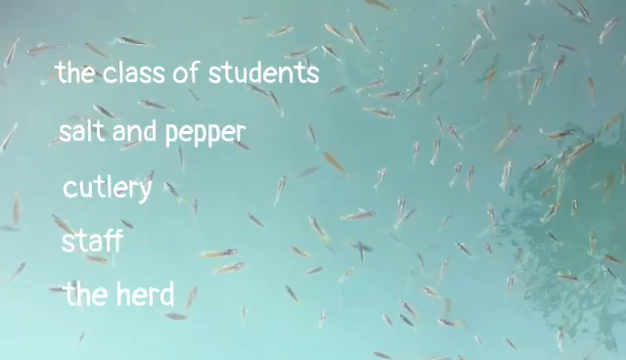 the class of students
salt and pepper
cutlery
staff
the herd